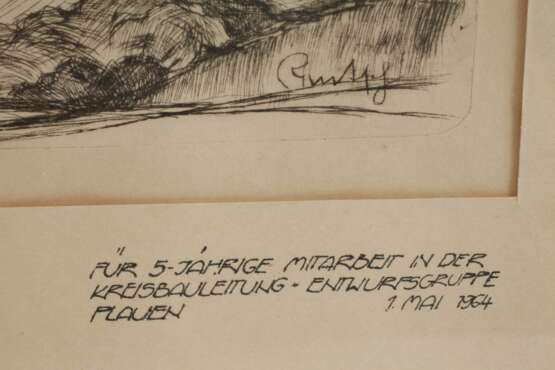 FÜR 5-JÄHRIGE MITARBEIT IN DER
KREISBAULEITUNG - ENTWURFSGRUPPE
PLAUEN 1. MAI 1964